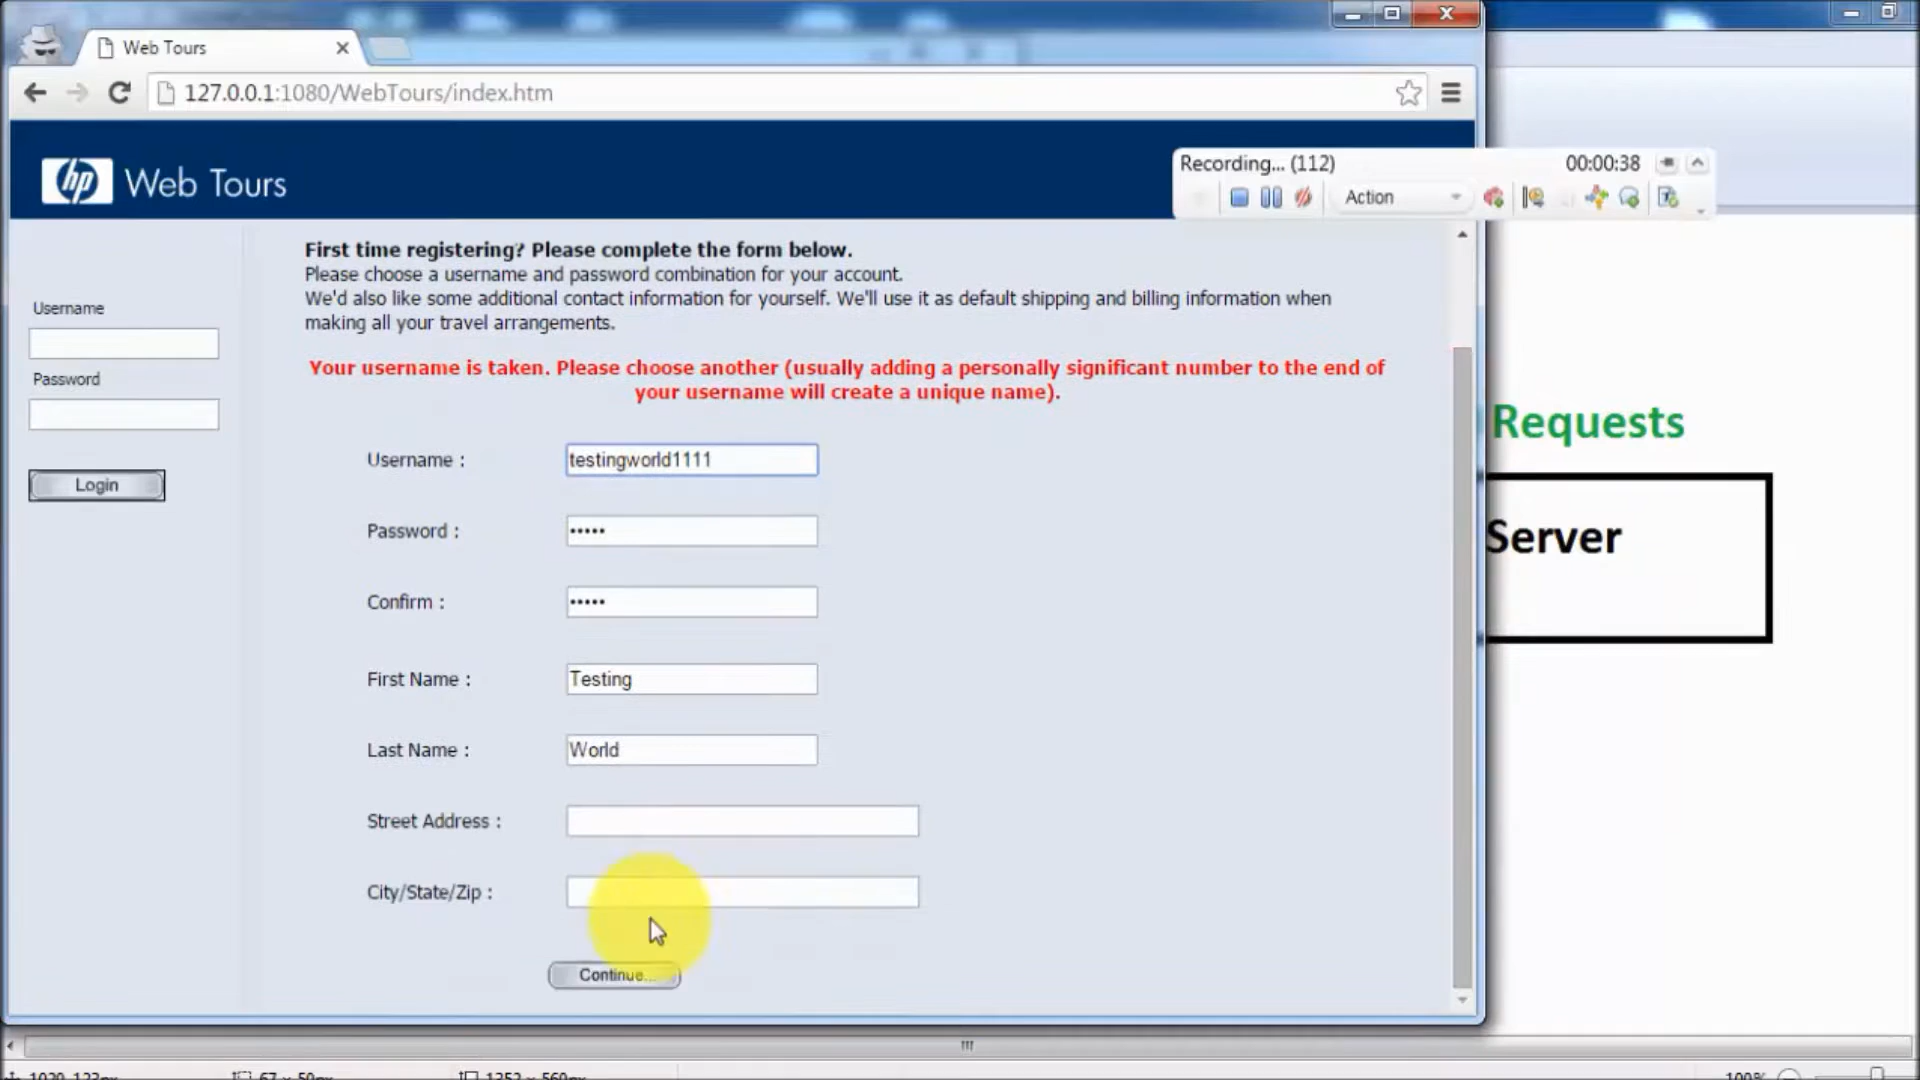 Web Tours
127.0.0.1:1080/WebTours/index.htm
hp Web Tours
Recording... (112) 00:00:38
Action
First time registering? Please complete the form below.
Please choose a username and password combination for your account.
We'd also like some additional contact information for yourself. We'll use it as default shipping and billing information when
making all your travel arrangements.
Username
Password
Login
Your username is taken. Please choose another (usually adding a personally significant number to the end of
your username will create a unique name).
Username : testingworld1111
Password : •••••
Confirm : •••••
First Name : Testing
Last Name : World
Street Address :
City/State/Zip :
Continue...
Requests
Server